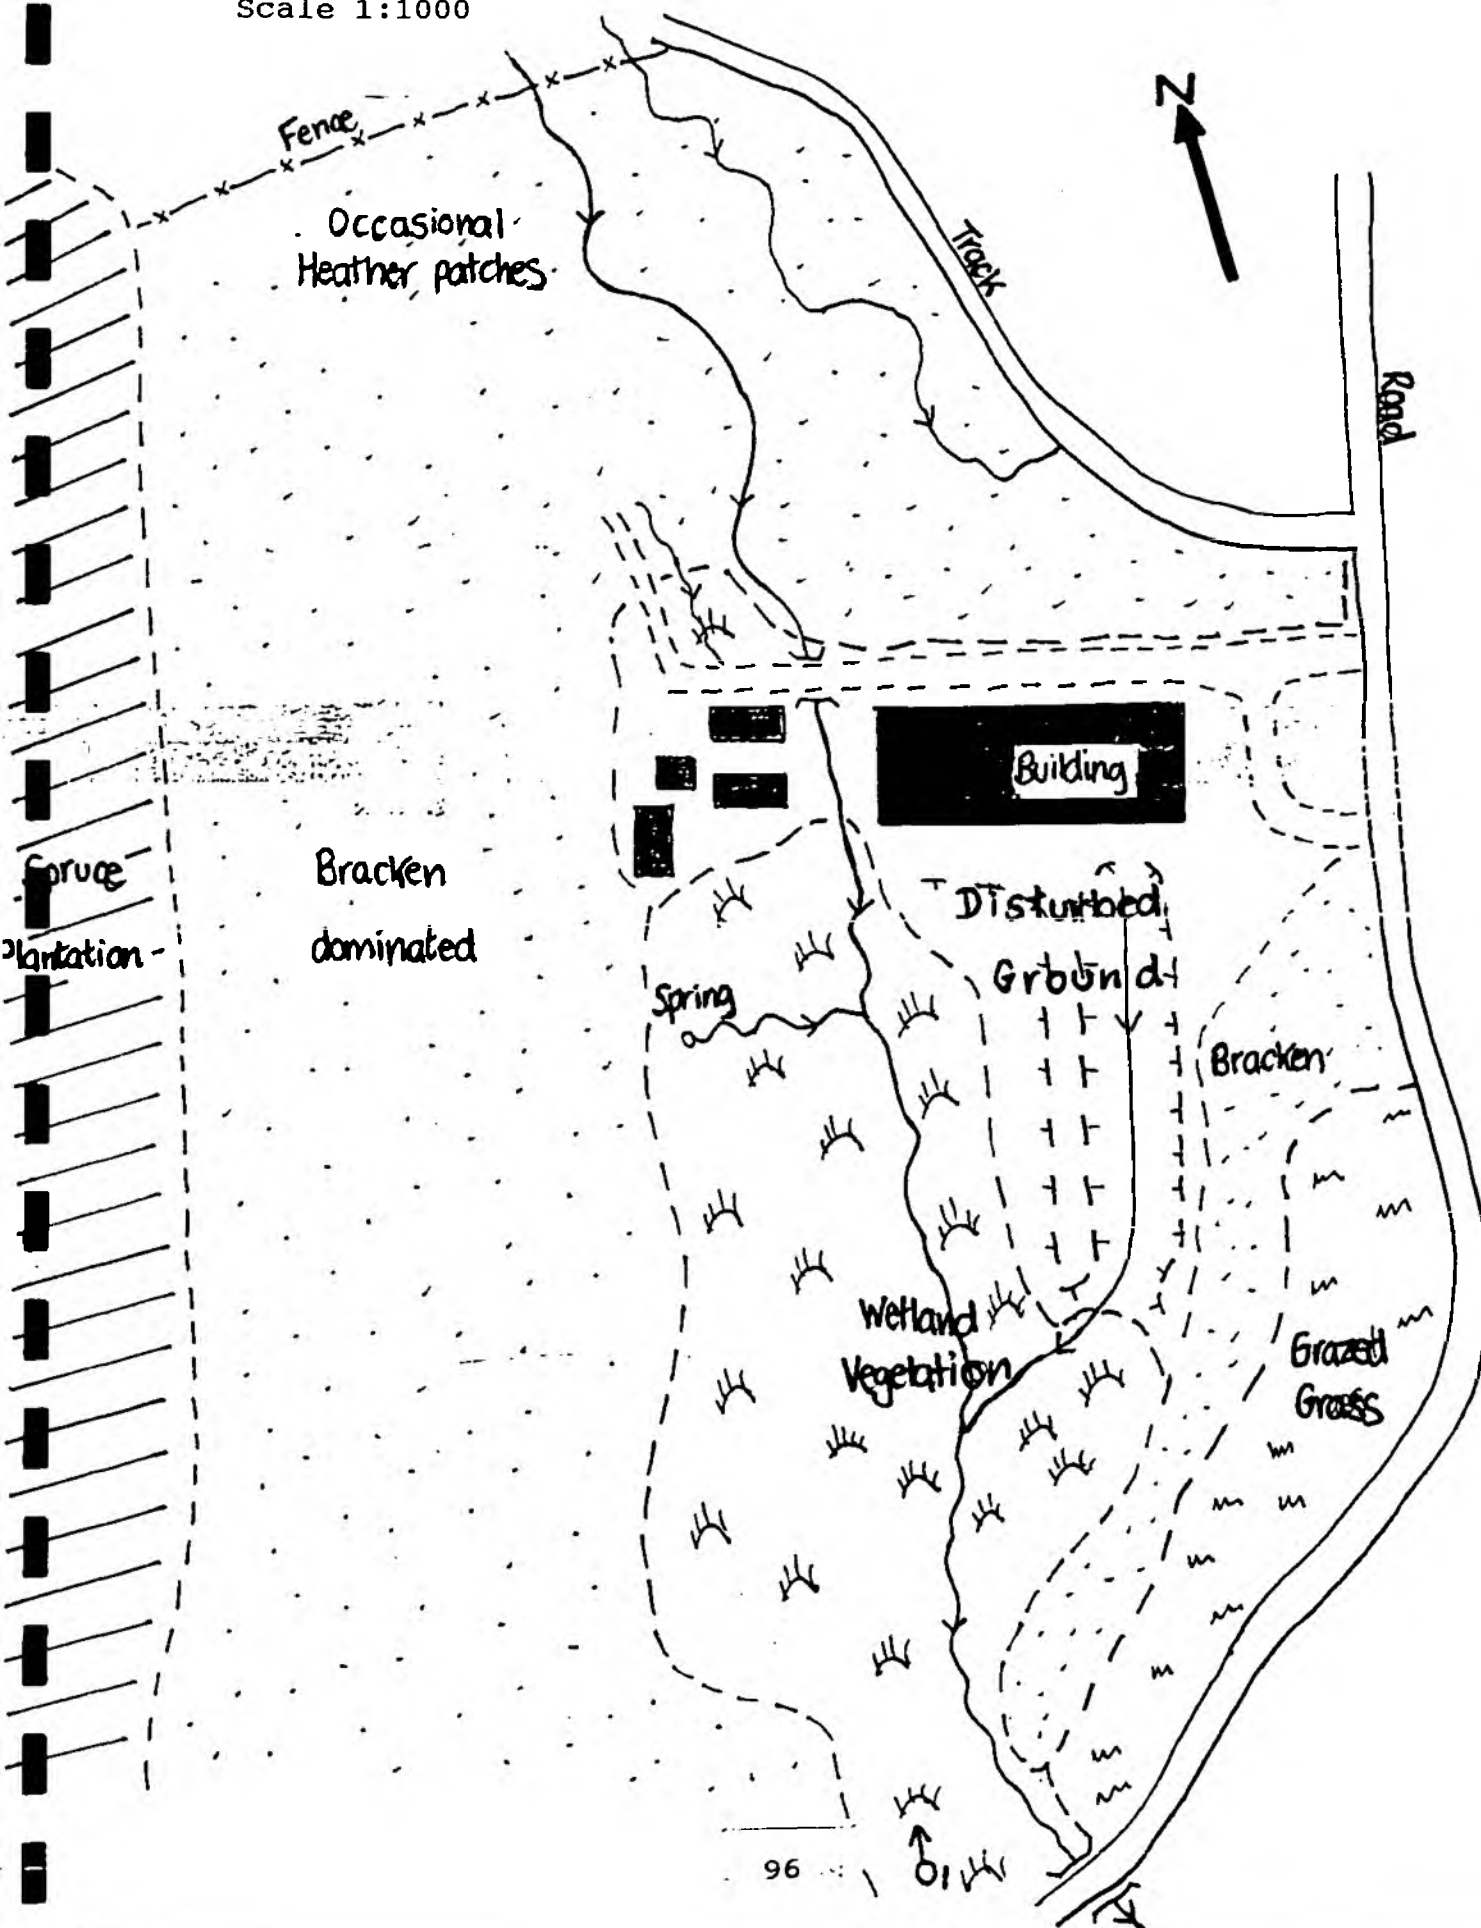 Scale 1:1000
N
Fence
Occasional
Heather patches
Track
Road
Building
Spruce
Plantation
Bracken
dominated
Disturbed
Ground
Spring
Bracken
Wetland
Vegetation
Grazed
Grass
96